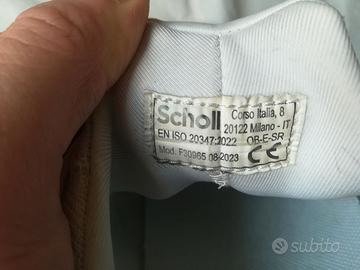 Scholl
Corso Italia, 8
20122 Milano - IT
EN ISO 20347:2022 OB-E-SR
Mod. F30965 08-2023 CE
subito